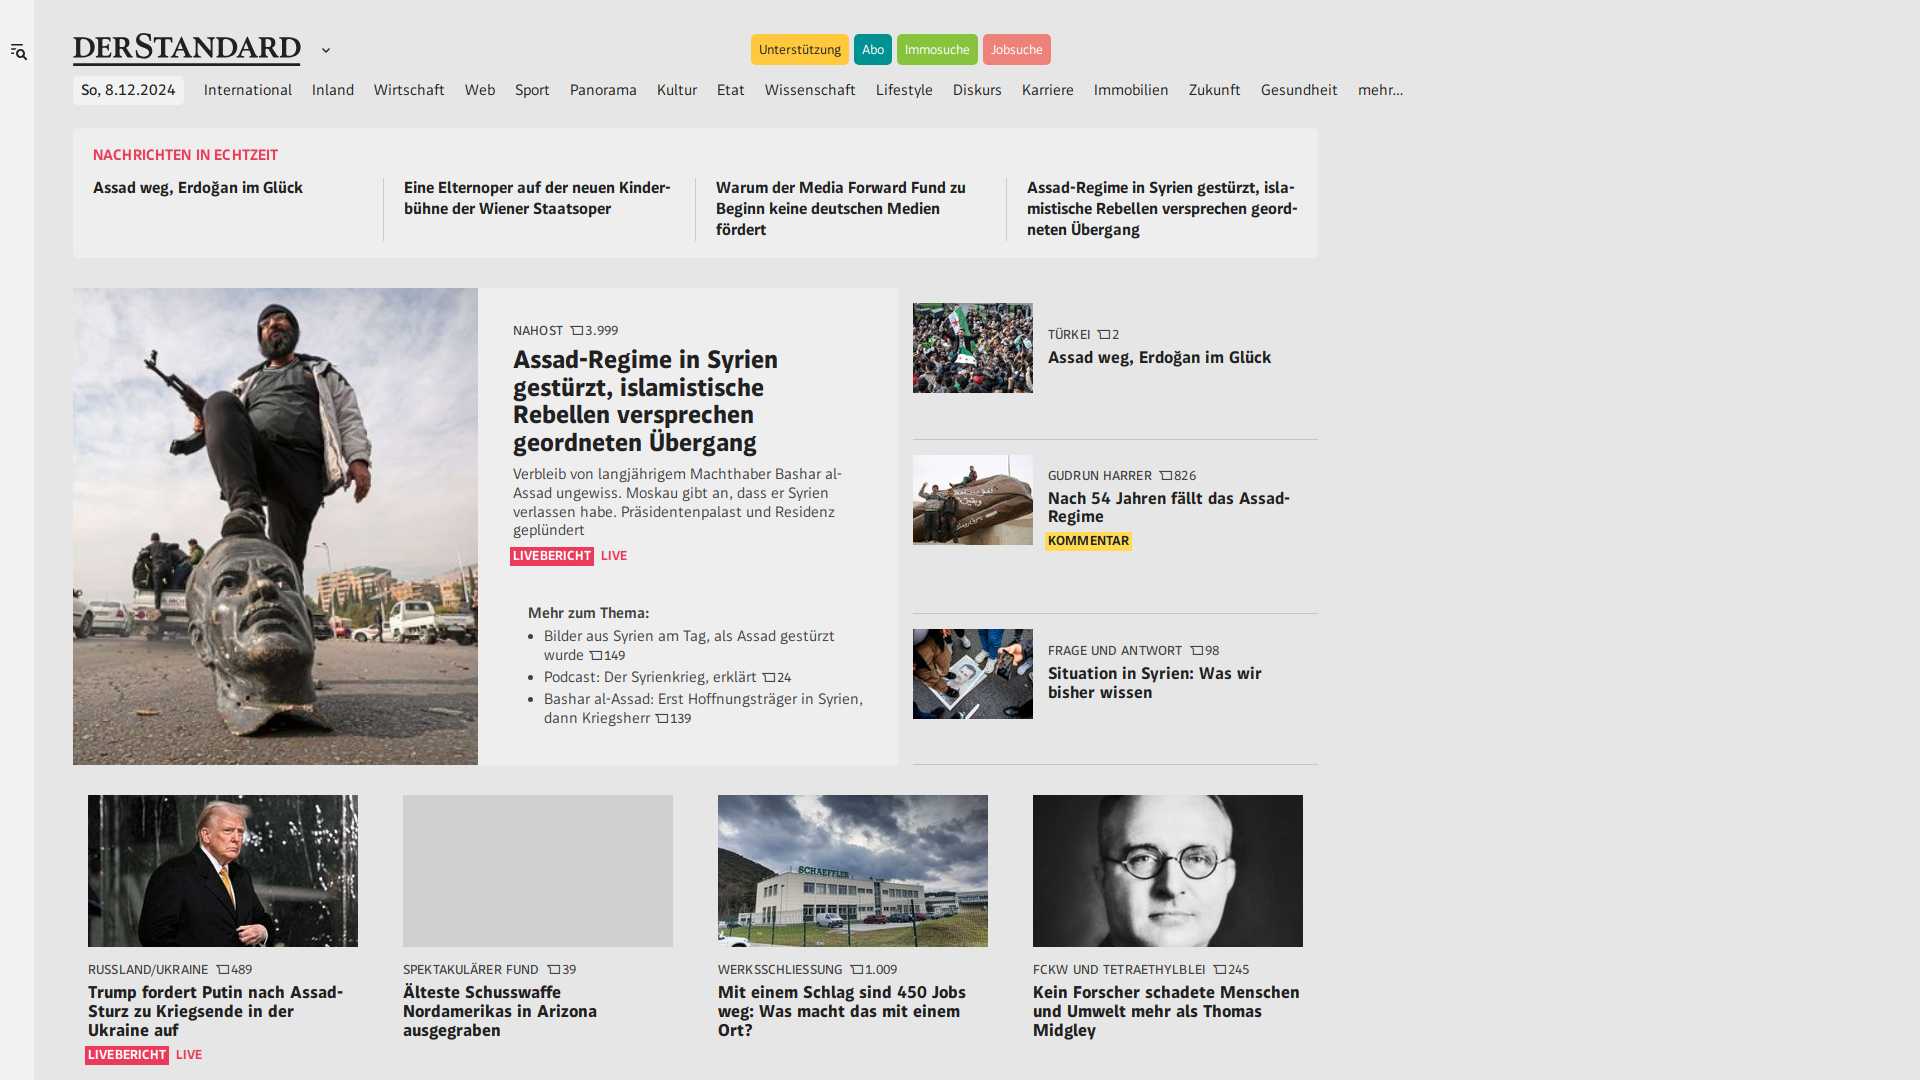 DERSTANDARD
Unterstützung
Abo
Immosuche
Jobsuche
So, 8.12.2024
International
Inland
Wirtschaft
Web
Sport
Panorama
Kultur
Etat
Wissenschaft
Lifestyle
Diskurs
Karriere
Immobilien
Zukunft
Gesundheit
mehr...
NACHRICHTEN IN ECHTZEIT
Assad weg, Erdoğan im Glück
Eine Elternoper auf der neuen Kinder-
bühne der Wiener Staatsoper
Warum der Media Forward Fund zu
Beginn keine deutschen Medien
fördert
Assad-Regime in Syrien gestürzt, isla-
mistische Rebellen versprechen geord-
neten Übergang
NAHOST 3.999
Assad-Regime in Syrien
gestürzt, islamistische
Rebellen versprechen
geordneten Übergang
Verbleib von langjährigem Machthaber Bashar al-
Assad ungewiss. Moskau gibt an, dass er Syrien
verlassen habe. Präsidentenpalast und Residenz
geplündert
LIVEBERICHT LIVE
Mehr zum Thema:
• Bilder aus Syrien am Tag, als Assad gestürzt
wurde 149
• Podcast: Der Syrienkrieg, erklärt 24
• Bashar al-Assad: Erst Hoffnungsträger in Syrien,
dann Kriegsherr 139
TÜRKEI 2
Assad weg, Erdoğan im Glück
GUDRUN HARRER 826
Nach 54 Jahren fällt das Assad-
Regime
KOMMENTAR
FRAGE UND ANTWORT 98
Situation in Syrien: Was wir
bisher wissen
RUSSLAND/UKRAINE 489
Trump fordert Putin nach Assad-
Sturz zu Kriegsende in der
Ukraine auf
LIVEBERICHT LIVE
SPEKTAKULÄRER FUND 39
Älteste Schusswaffe
Nordamerikas in Arizona
ausgegraben
SCHAEFFLER
WERKSSCHLIESSUNG 1.009
Mit einem Schlag sind 450 Jobs
weg: Was macht das mit einem
Ort?
FCKW UND TETRAETHYLBLEI 245
Kein Forscher schadete Menschen
und Umwelt mehr als Thomas
Midgley